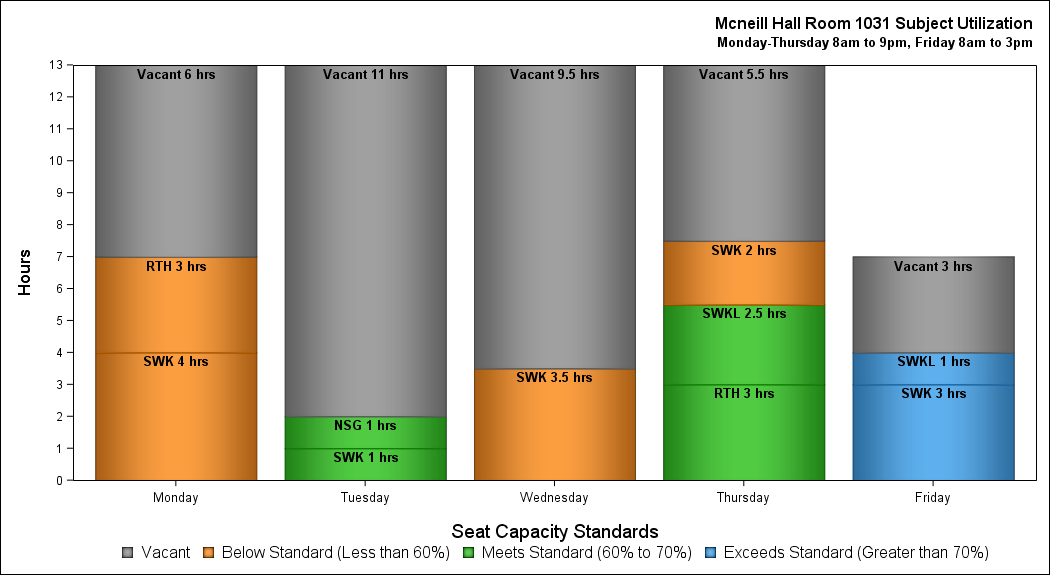 Mcneill Hall Room 1031 Subject Utilization
Monday-Thursday 8am to 9pm, Friday 8am to 3pm
Hours
13
12
11
10
9
8
7
6
5
4
3
2
1
0
Vacant 6 hrs
RTH 3 hrs
SWK 4 hrs
Vacant 11 hrs
NSG 1 hrs
SWK 1 hrs
Vacant 9.5 hrs
SWK 3.5 hrs
Vacant 5.5 hrs
SWK 2 hrs
SWKL 2.5 hrs
RTH 3 hrs
Vacant 3 hrs
SWKL 1 hrs
SWK 3 hrs
Monday Tuesday Wednesday Thursday Friday
Seat Capacity Standards
Vacant Below Standard (Less than 60%) Meets Standard (60% to 70%) Exceeds Standard (Greater than 70%)